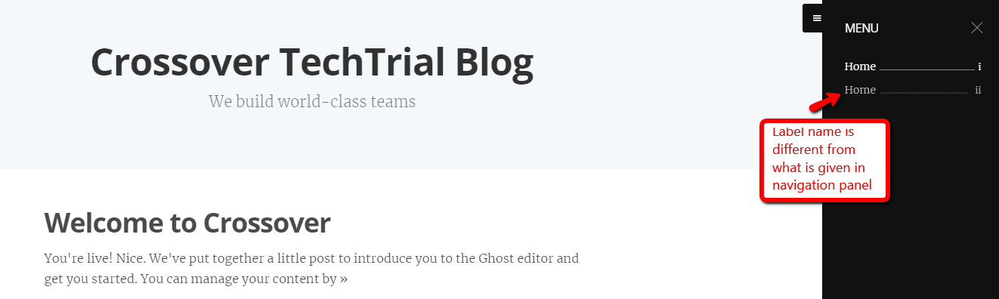 Crossover TechTrial Blog
We build world-class teams
MENU
Home i
Home ii
Label name is
different from
what is given in
navigation panel
Welcome to Crossover
You're live! Nice. We've put together a little post to introduce you to the Ghost editor and
get you started. You can manage your content by »